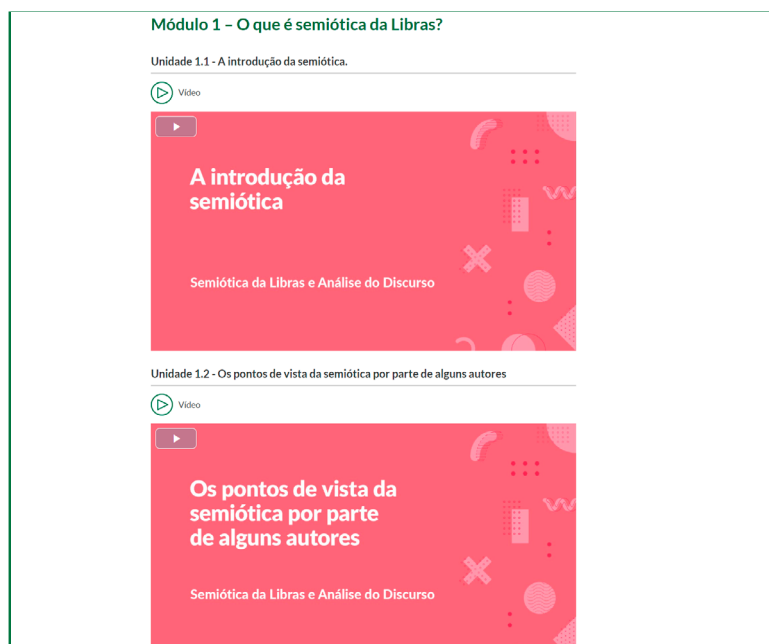 Módulo 1 – O que é semiótica da Libras?
Unidade 1.1 - A introdução da semiótica.
Vídeo
A introdução da
semiótica
Semiótica da Libras e Análise do Discurso
Unidade 1.2 - Os pontos de vista da semiótica por parte de alguns autores
Vídeo
Os pontos de vista da
semiótica por parte
de alguns autores
Semiótica da Libras e Análise do Discurso